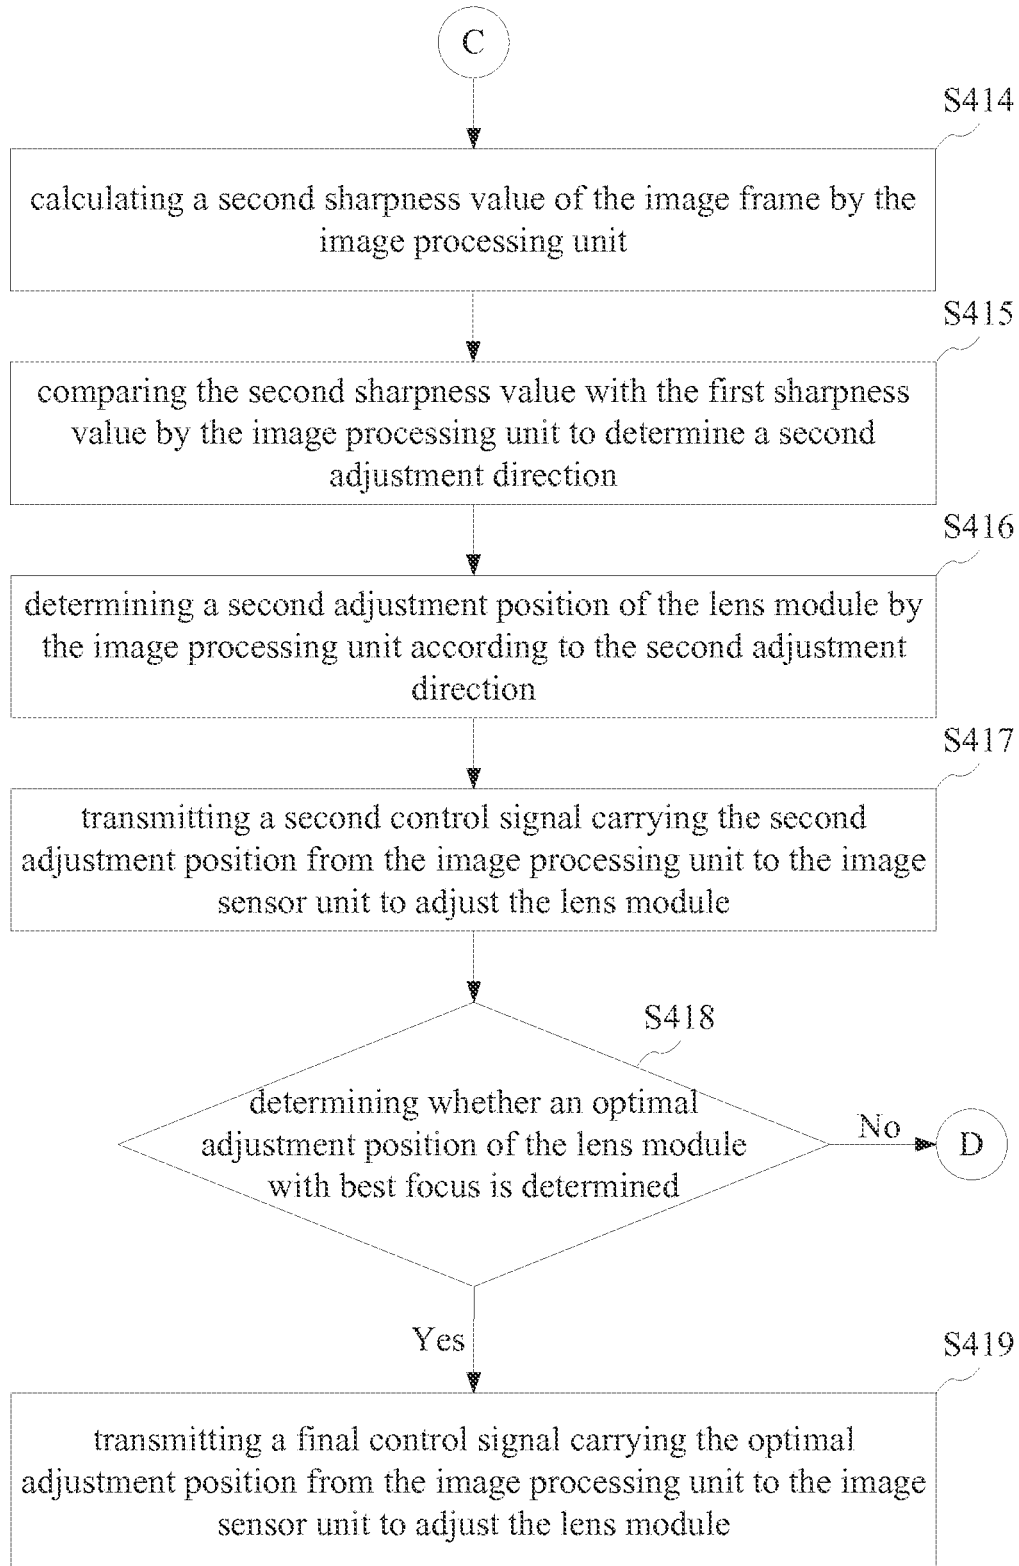 C
S414
calculating a second sharpness value of the image frame by the
image processing unit
S415
comparing the second sharpness value with the first sharpness
value by the image processing unit to determine a second
adjustment direction
S416
determining a second adjustment position of the lens module by
the image processing unit according to the second adjustment
direction
S417
transmitting a second control signal carrying the second
adjustment position from the image processing unit to the image
sensor unit to adjust the lens module
S418
determining whether an optimal
adjustment position of the lens module
with best focus is determined
No
D
Yes
S419
transmitting a final control signal carrying the optimal
adjustment position from the image processing unit to the image
sensor unit to adjust the lens module